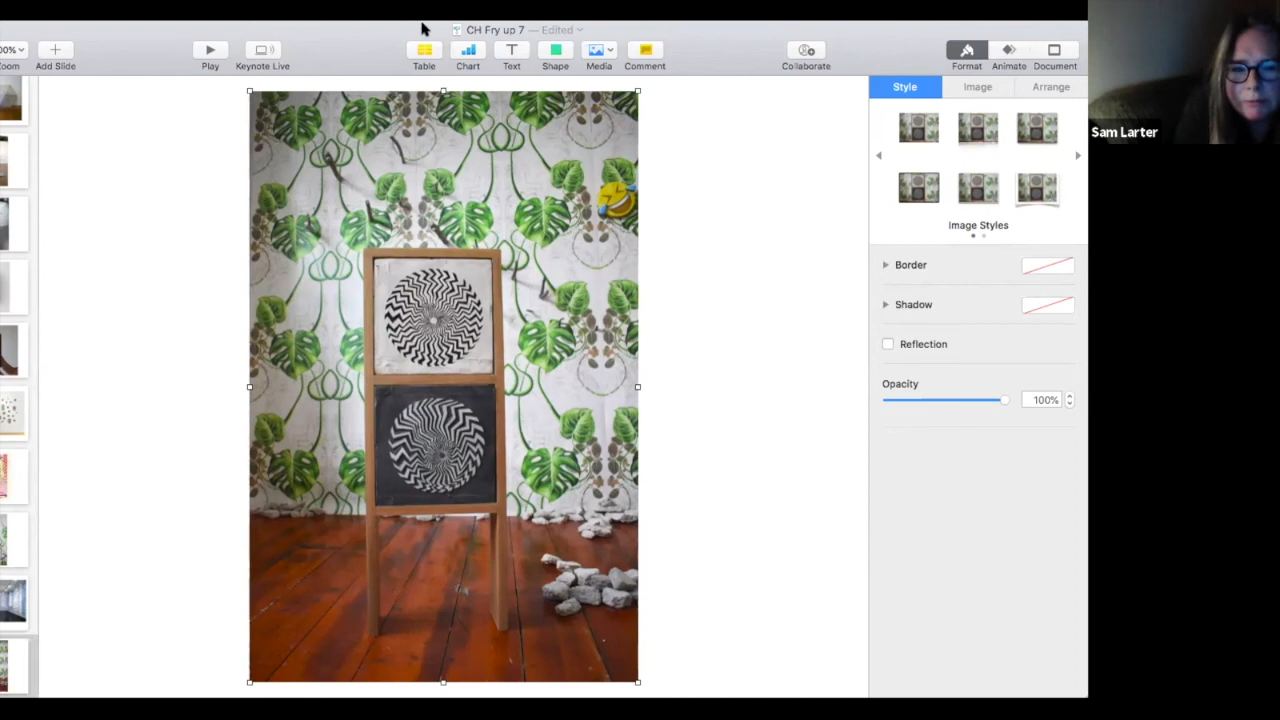 CH Fry up 7 — Edited
00%
Zoom
Add Slide
Play
Keynote Live
Table
Chart
Text
Shape
Media
Comment
Collaborate
Format
Animate
Document
Style
Image
Arrange
Image Styles
Border
Shadow
Reflection
Opacity
100%
Sam Larter